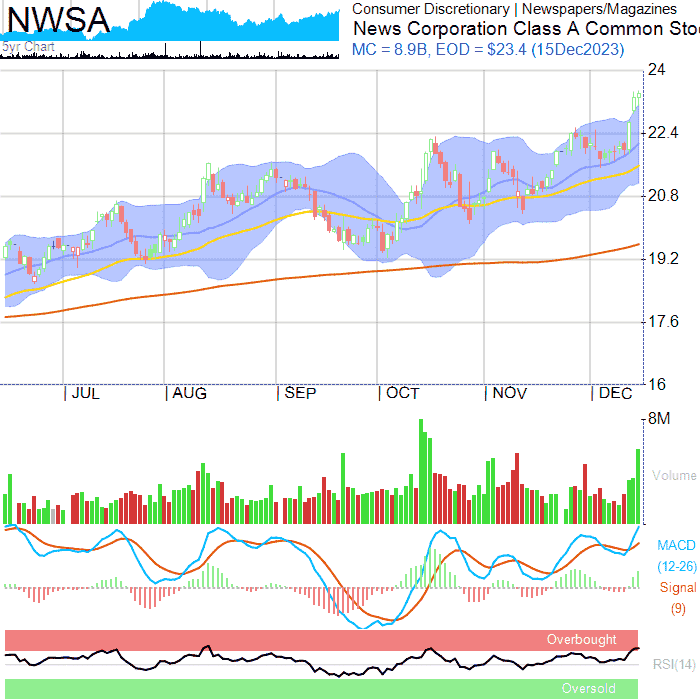 NWSA
5yr Chart
Consumer Discretionary | Newspapers/Magazines
News Corporation Class A Common Sto
MC = 8.9B, EOD = $23.4 (15Dec2023)
24
22.4
20.8
19.2
17.6
16
JUL AUG SEP OCT NOV DEC
8M
Volume
MACD
(12-26)
Signal
(9)
Overbought
RSI(14)
Oversold